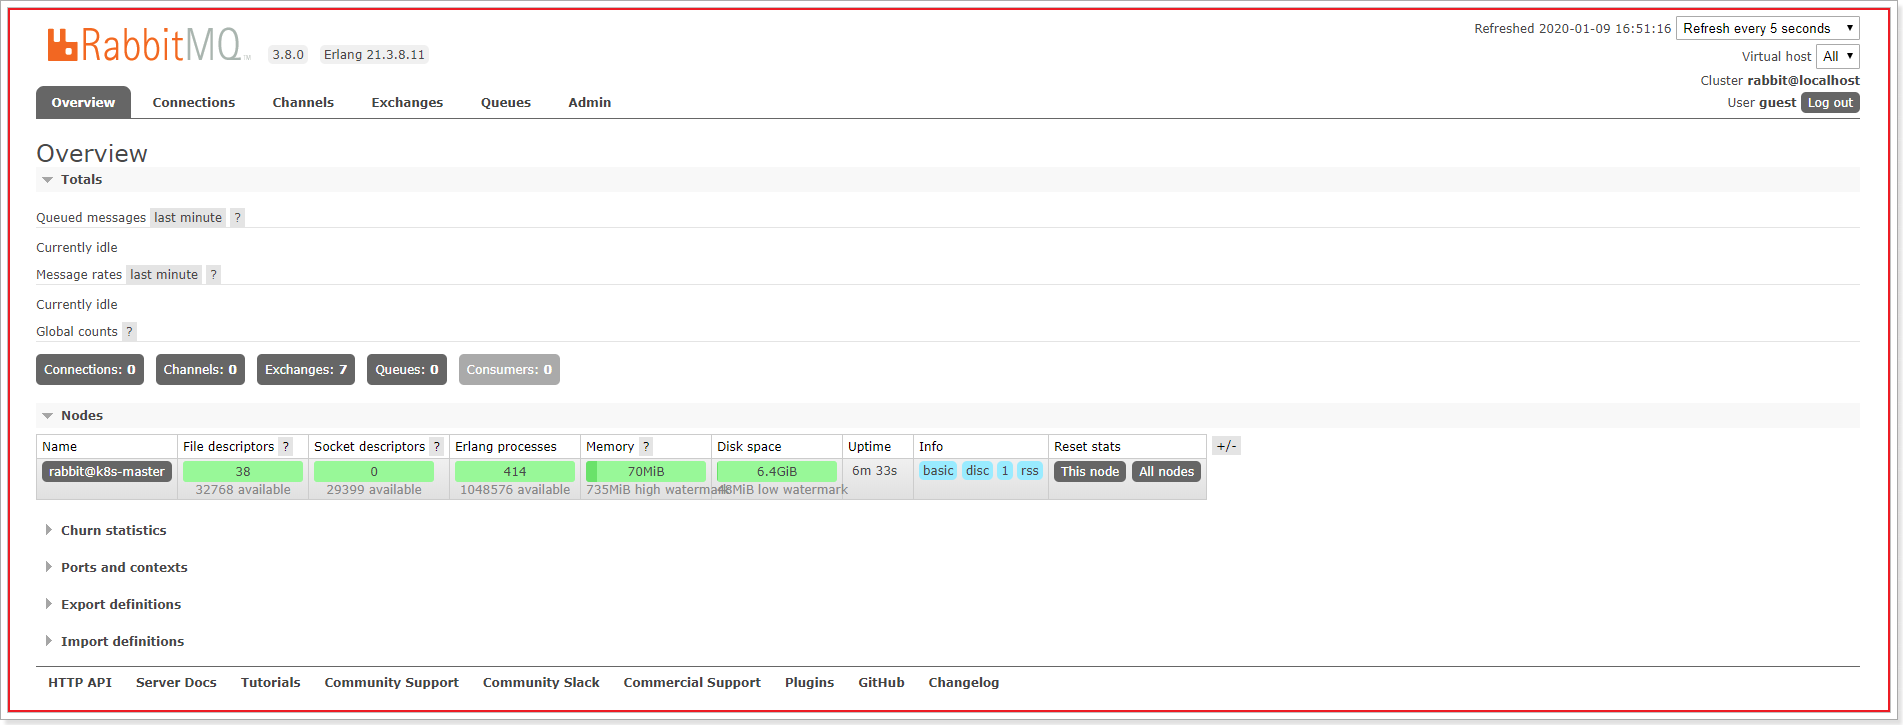 RabbitMQ TM 3.8.0 Erlang 21.3.8.11
Refreshed 2020-01-09 16:51:16 Refresh every 5 seconds
Virtual host All
Cluster rabbit@localhost
User guest Log out
Overview Connections Channels Exchanges Queues Admin
Overview
Totals
Queued messages last minute ?
Currently idle
Message rates last minute ?
Currently idle
Global counts ?
Connections: 0 Channels: 0 Exchanges: 7 Queues: 0 Consumers: 0
Nodes
Name File descriptors ? Socket descriptors ? Erlang processes Memory ? Disk space Uptime Info Reset stats +/-
rabbit@k8s-master 38 0 414 70MiB 6.4GiB 6m 33s basic disc 1 rss This node All nodes
32768 available 29399 available 1048576 available 735MiB high watermark 48MiB low watermark
Churn statistics
Ports and contexts
Export definitions
Import definitions
HTTP API Server Docs Tutorials Community Support Community Slack Commercial Support Plugins GitHub Changelog